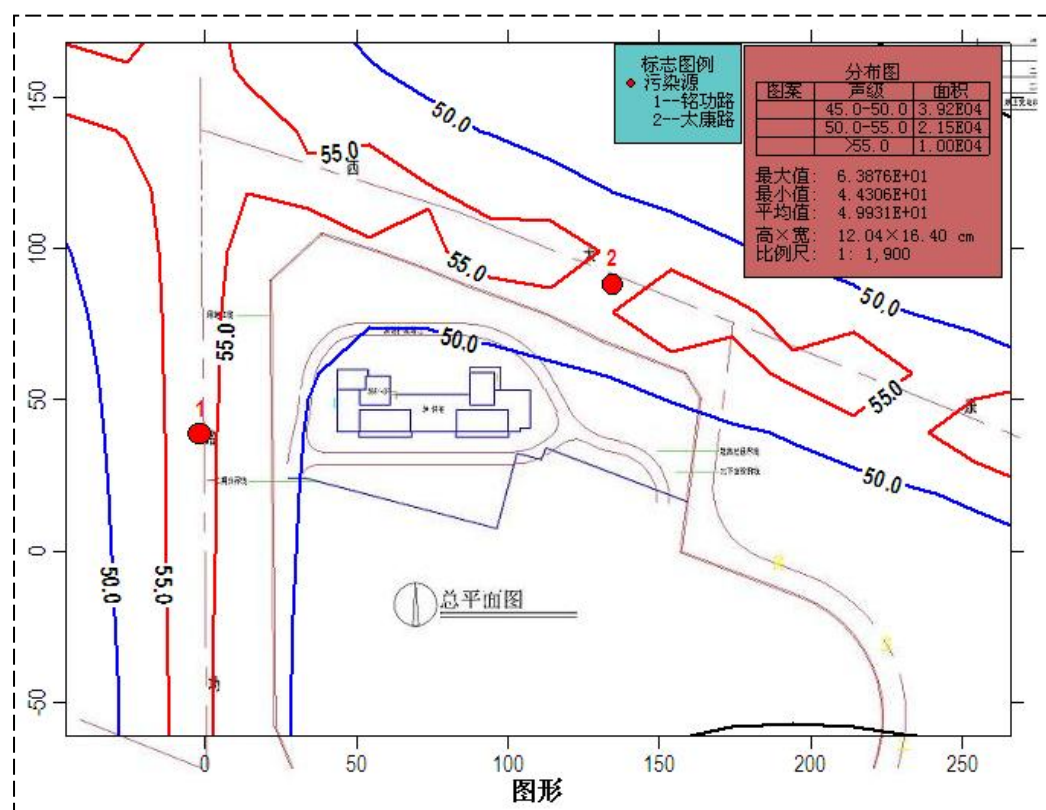 标志图例
污染源
1--铭功路
2--太康路
分布图
图案 声级 面积
45.0-50.0 3.92E04
50.0-55.0 2.15E04
>55.0 1.00E04
最大值: 6.3876E+01
最小值: 4.4306E+01
平均值: 4.9931E+01
高×宽: 12.04×16.40 cm
比例尺: 1: 1,900
150
100
50
0
-50
50.0
55.0
西
太
2
50.0
55.0
50.0
55.0
50.0
55.0
康
1
铭
50.0
50.0
55.0
总平面图
功
0
50
100
150
200
250
图形